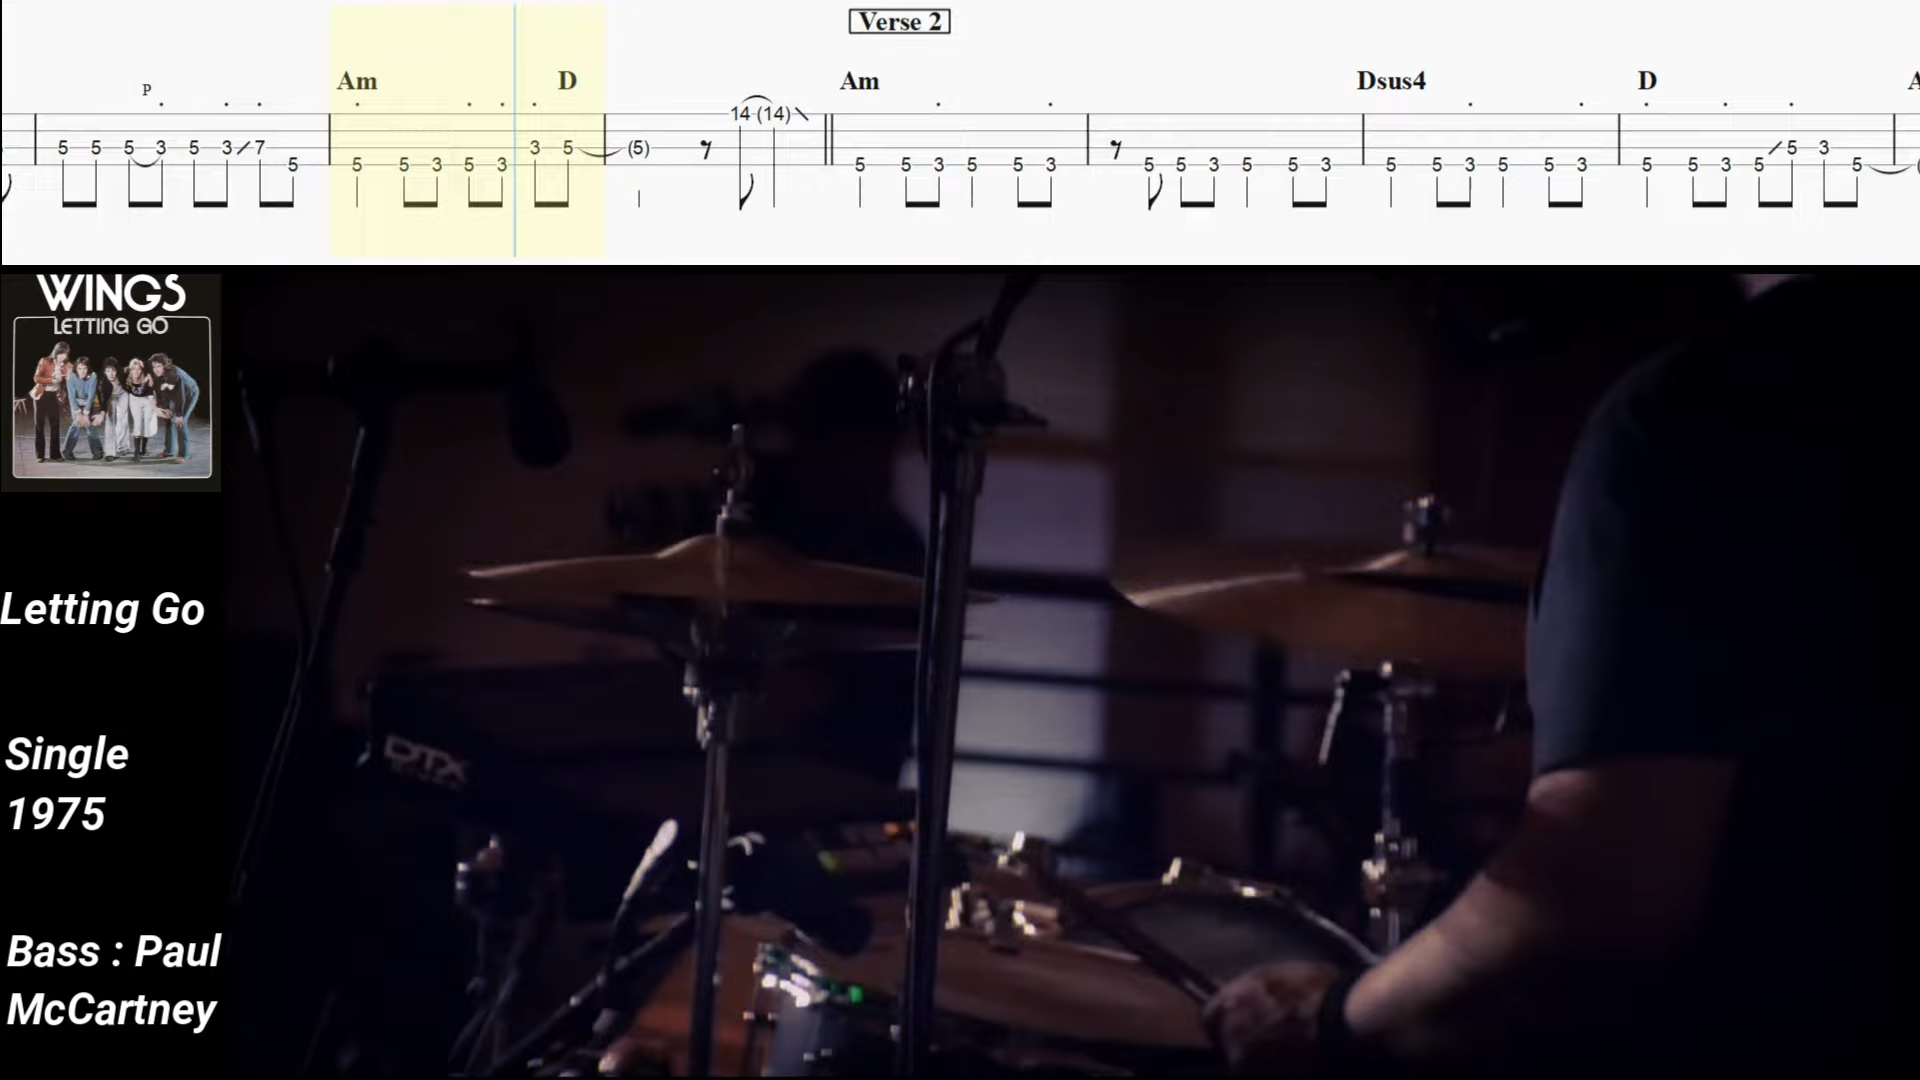 Verse 2
Am D Am Dsus4 D A
P
14 (14)
5 5 5 3 5 3 7 3 5 (5) 5 3
5 5 5 3 5 3 5 5 3 5 5 3 5 5 3 5 5 3 5 5 3 5 5 3 5 5 3 5 5
WINGS
LETTING GO
Letting Go
Single
1975
Bass : Paul
McCartney
DTX